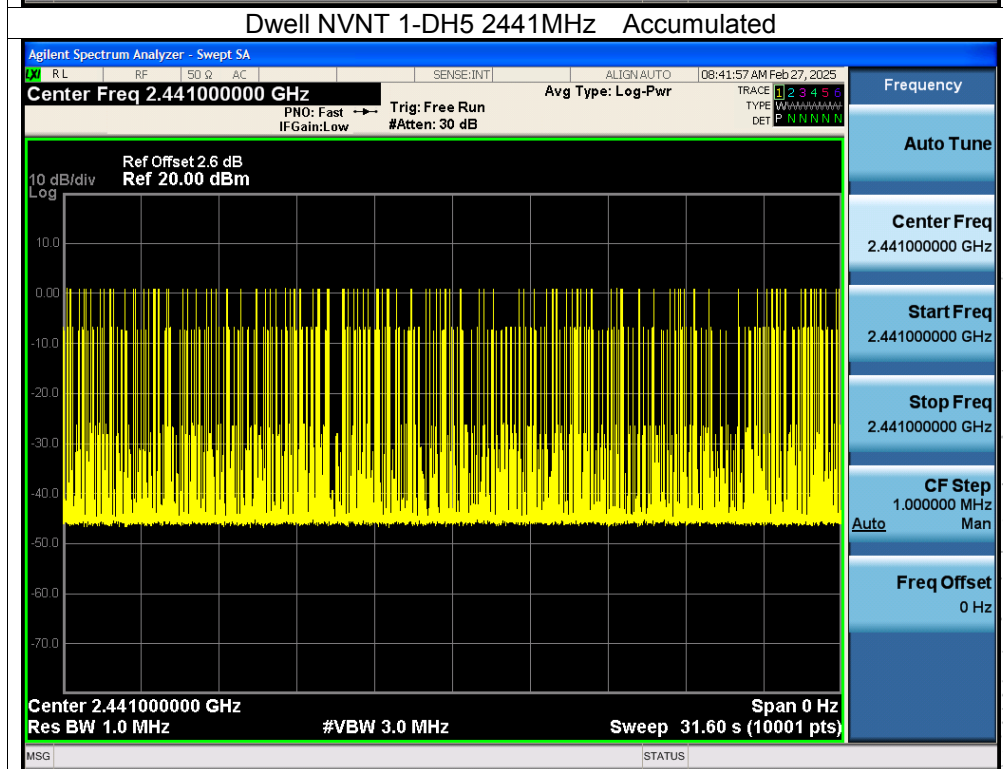 Dwell NVNT 1-DH5 2441MHz Accumulated
Agilent Spectrum Analyzer - Swept SA
LXI RL RF 50 Ω AC SENSE:INT ALIGN AUTO 08:41:57 AM Feb 27, 2025
Center Freq 2.441000000 GHz
PNO: Fast
IFGain:Low
Trig: Free Run
#Atten: 30 dB
Avg Type: Log-Pwr
TRACE 1 2 3 4 5 6
TYPE
DET P N N N N N
Ref Offset 2.6 dB
10 dB/div Ref 20.00 dBm
Log
10.0
0.00
-10.0
-20.0
-30.0
-40.0
-50.0
-60.0
-70.0
Center 2.441000000 GHz Span 0 Hz
Res BW 1.0 MHz #VBW 3.0 MHz Sweep 31.60 s (10001 pts)
MSG STATUS
Frequency
Auto Tune
Center Freq
2.441000000 GHz
Start Freq
2.441000000 GHz
Stop Freq
2.441000000 GHz
CF Step
1.000000 MHz
Auto Man
Freq Offset
0 Hz